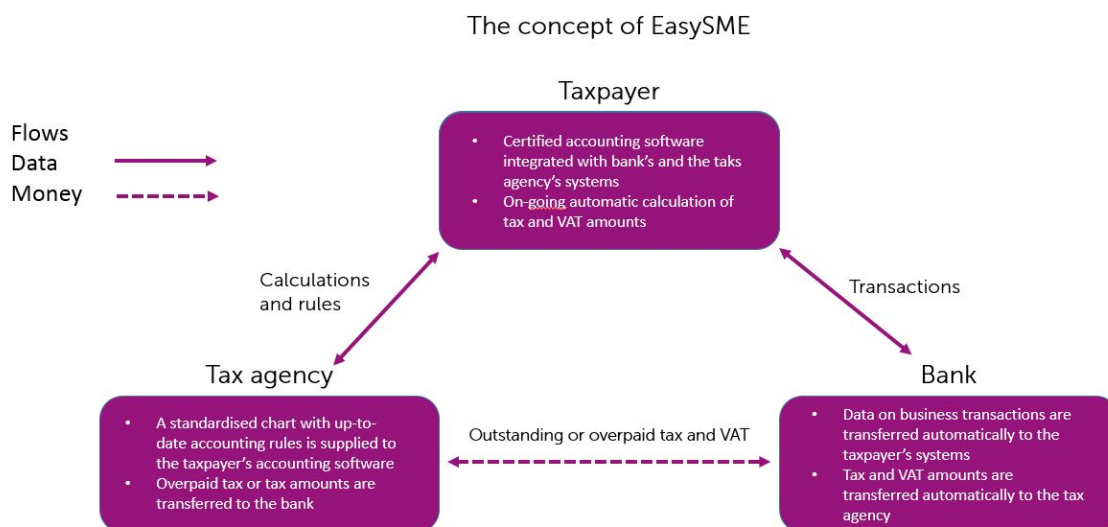 The concept of EasySME
Taxpayer
Flows
Data
Money
• Certified accounting software
integrated with bank's and the taks
agency's systems
• On-going automatic calculation of
tax and VAT amounts
Calculations
and rules
Transactions
Tax agency
Bank
• A standardised chart with up-to-
date accounting rules is supplied to
the taxpayer's accounting software
• Overpaid tax or tax amounts are
transferred to the bank
Outstanding or overpaid tax and VAT
• Data on business transactions are
transferred automatically to the
taxpayer's systems
• Tax and VAT amounts are
transferred automatically to the tax
agency